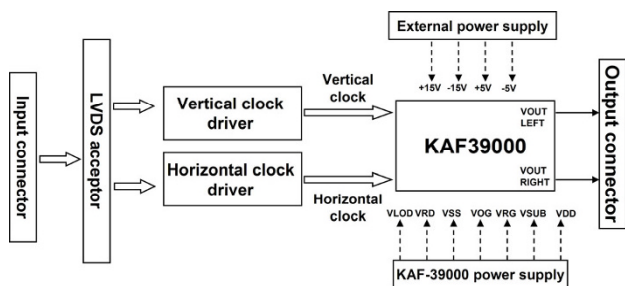 External power supply
+15V -15V +5V -5V
Input connector
LVDS acceptor
Vertical clock
driver
Vertical
clock
Horizontal clock
driver
Horizontal
clock
KAF39000
VOUT
LEFT
VOUT
RIGHT
Output connector
VLOD VRD VSS VOG VRG VSUB VDD
KAF-39000 power supply